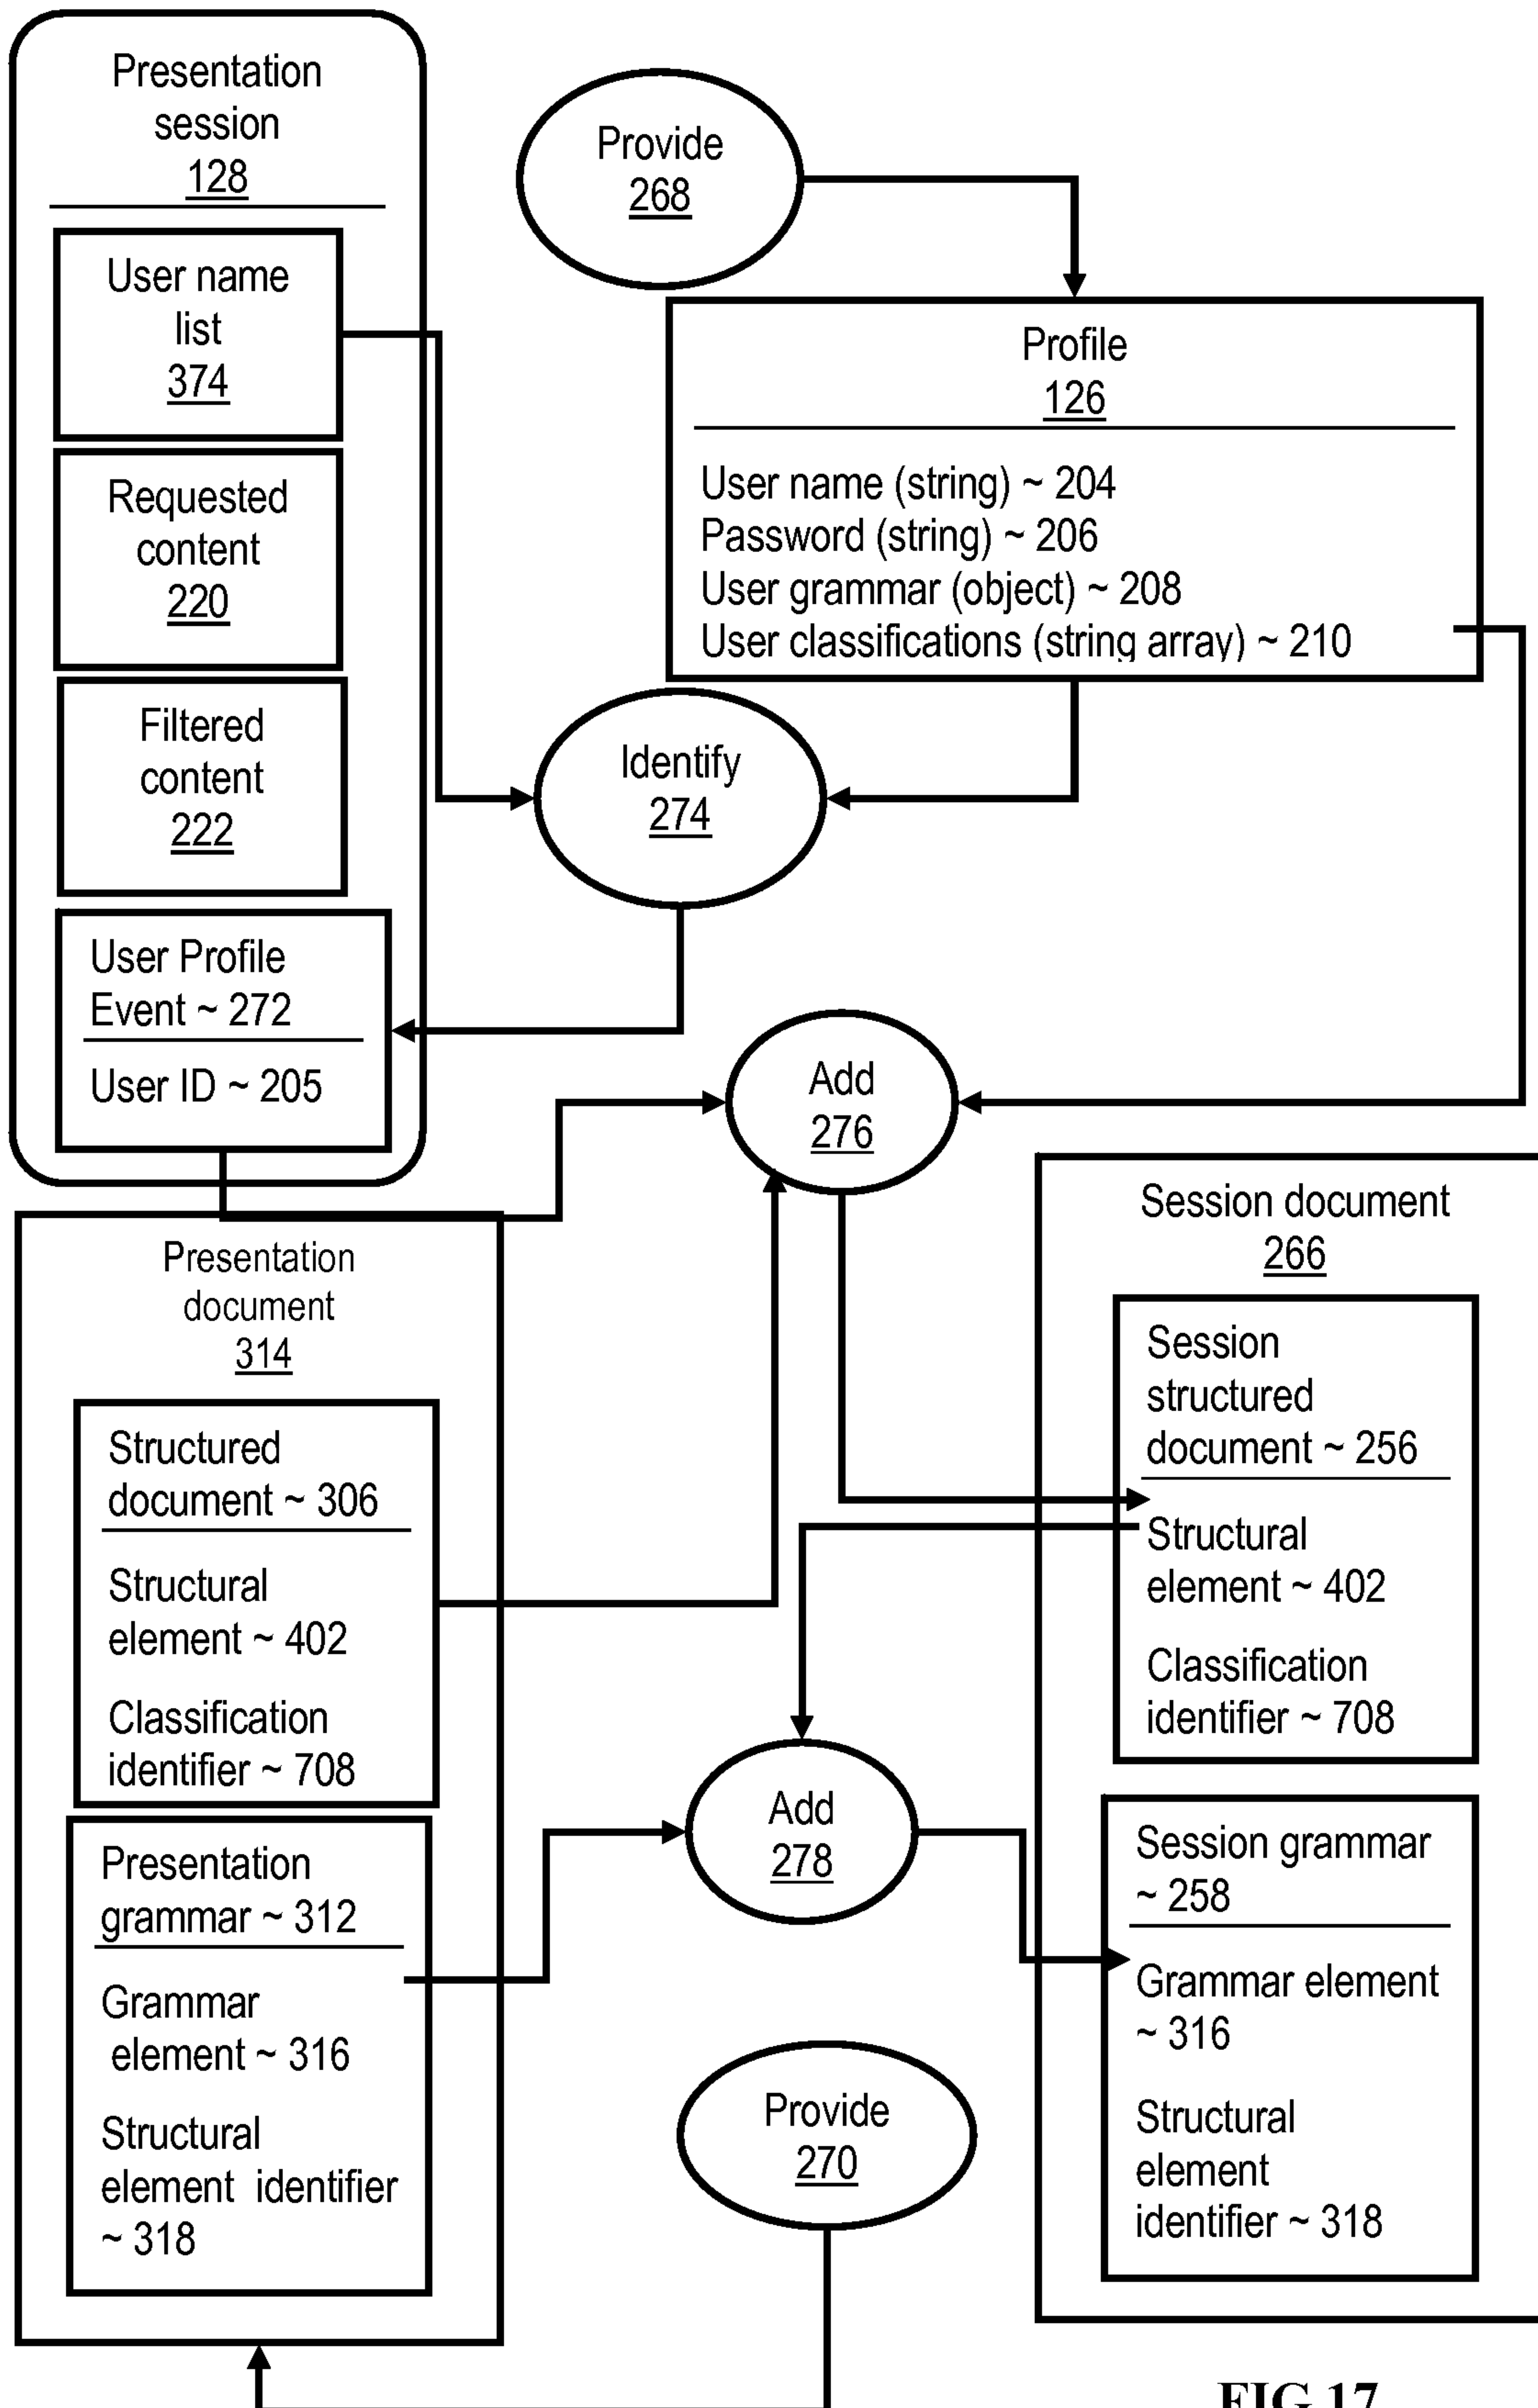 Presentation
session
128
User name
list
374
Requested
content
220
Filtered
content
222
User Profile
Event ~ 272
User ID ~ 205
Provide
268
Profile
126
User name (string) ~ 204
Password (string) ~ 206
User grammar (object) ~ 208
User classifications (string array) ~ 210
Identify
274
Add
276
Presentation
document
314
Structured
document ~ 306
Structural
element ~ 402
Classification
identifier ~ 708
Presentation
grammar ~ 312
Grammar
element ~ 316
Structural
element identifier
~ 318
Add
278
Provide
270
Session document
266
Session
structured
document ~ 256
Structural
element ~ 402
Classification
identifier ~ 708
Session grammar
~ 258
Grammar element
~ 316
Structural
element
identifier ~ 318
FIG 17